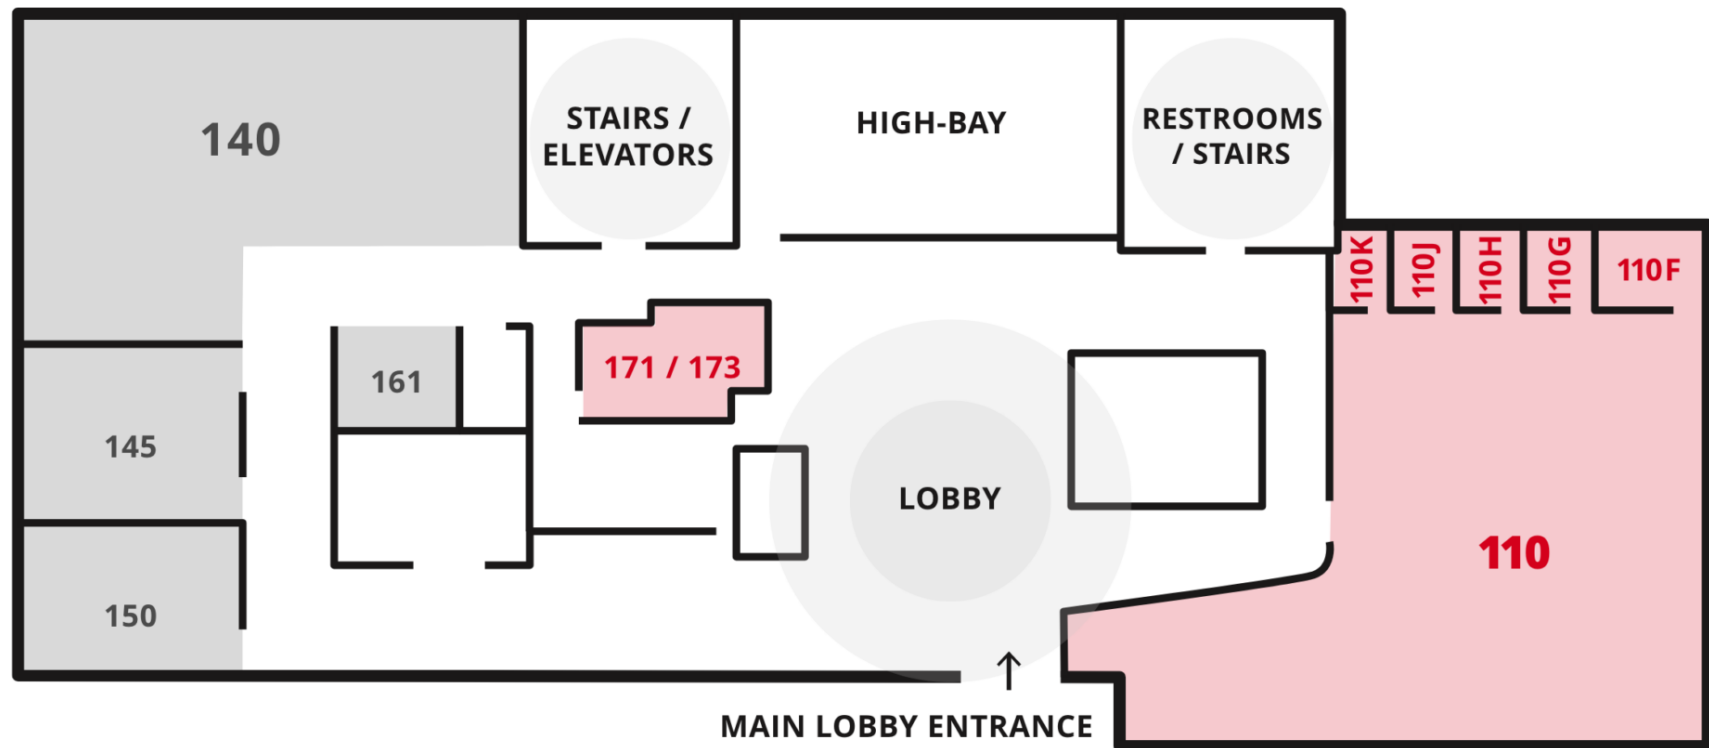 140
STAIRS /
ELEVATORS
HIGH-BAY
RESTROOMS
/ STAIRS
110K
110J
110H
110G
110F
171 / 173
161
145
LOBBY
110
150
MAIN LOBBY ENTRANCE